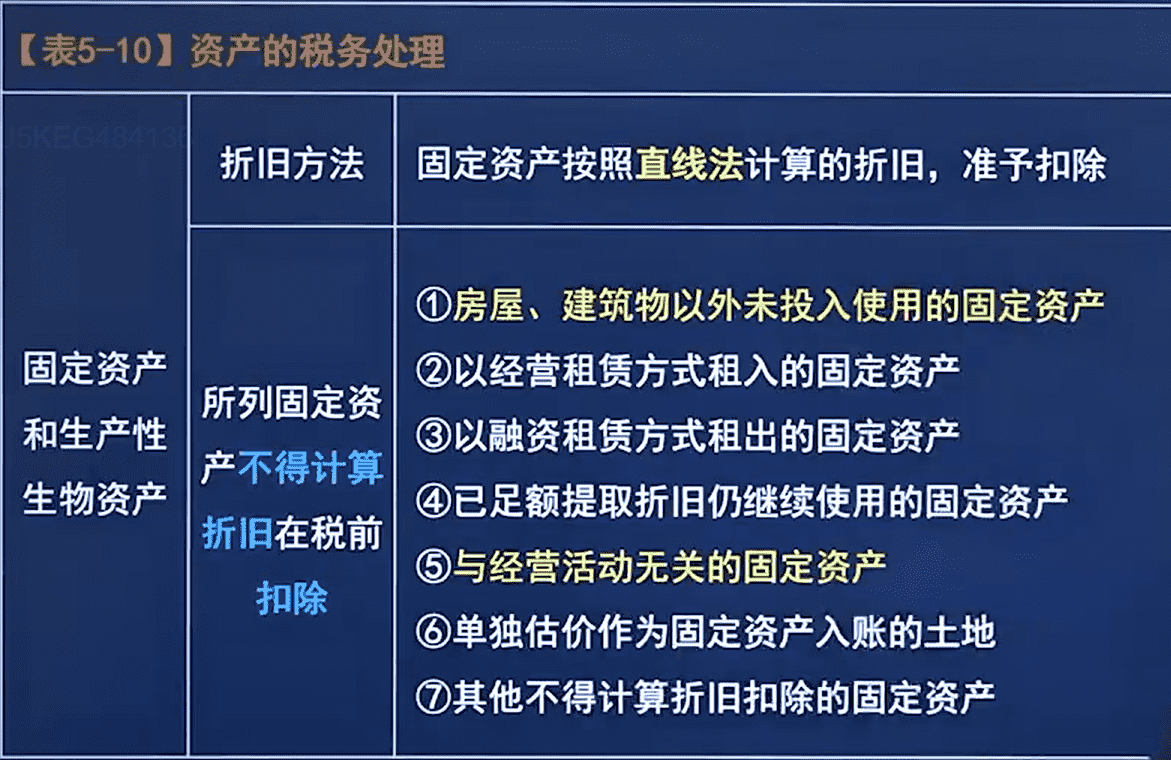 【表5-10】资产的税务处理
折旧方法
固定资产按照直线法计算的折旧，准予扣除
固定资产
和生产性
生物资产
所列固定资
产不得计算
折旧在税前
扣除
①房屋、建筑物以外未投入使用的固定资产
②以经营租赁方式租入的固定资产
③以融资租赁方式租出的固定资产
④已足额提取折旧仍继续使用的固定资产
⑤与经营活动无关的固定资产
⑥单独估价作为固定资产入账的土地
⑦其他不得计算折旧扣除的固定资产